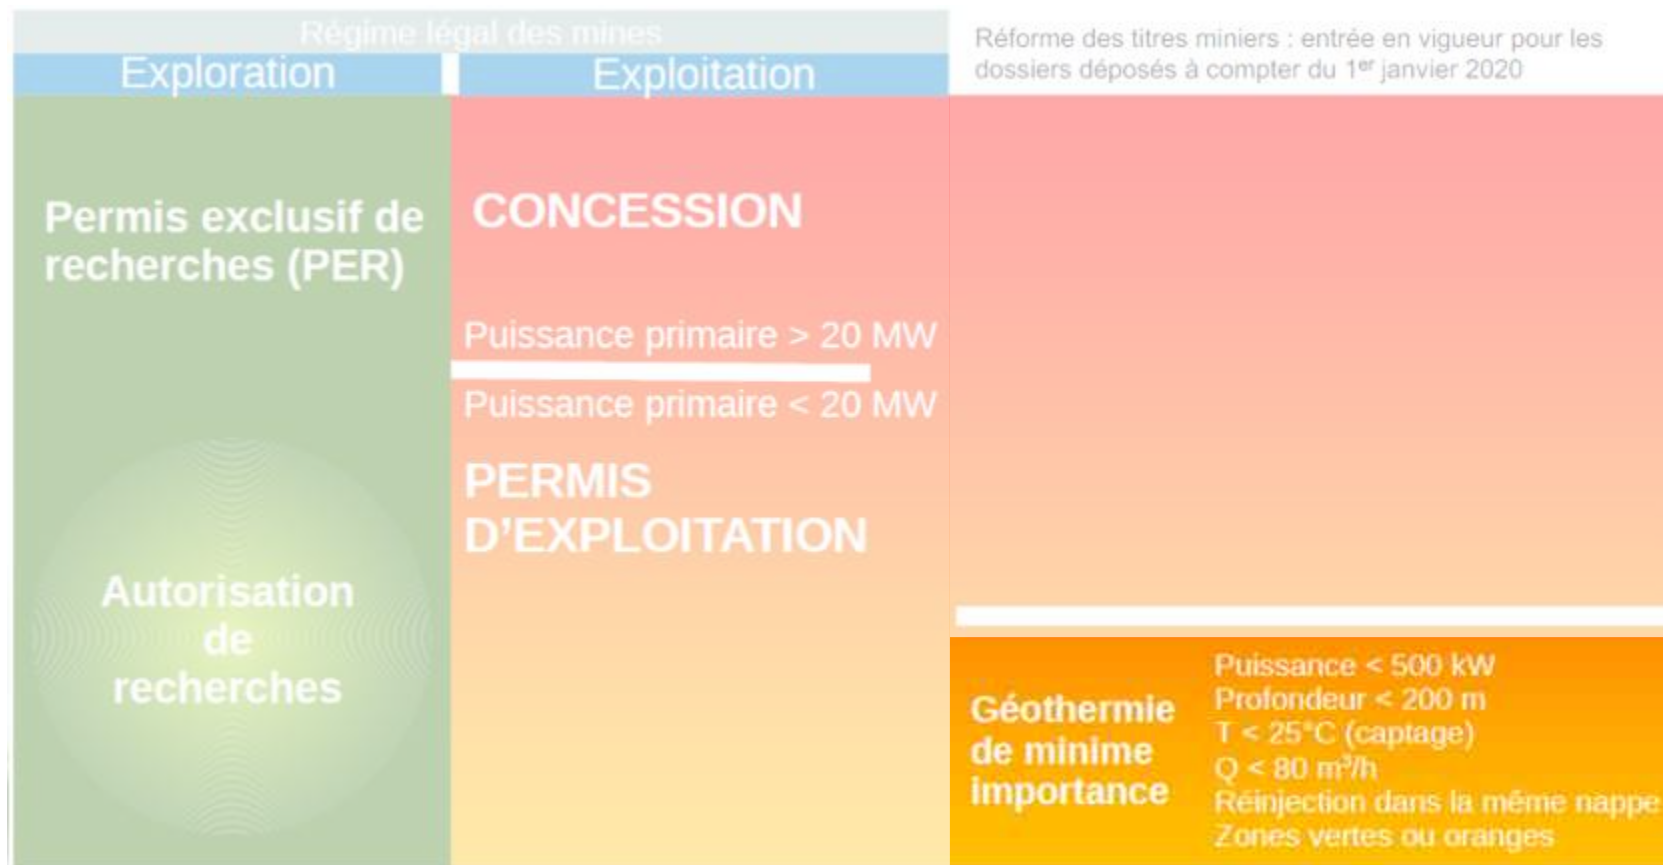 Régime légal des mines
Exploration
Exploitation
Réforme des titres miniers : entrée en vigueur pour les
dossiers déposés à compter du 1er janvier 2020
Permis exclusif de
recherches (PER)
Autorisation
de
recherches
CONCESSION
Puissance primaire > 20 MW
Puissance primaire < 20 MW
PERMIS
D'EXPLOITATION
Géothermie
de minime
importance
Puissance < 500 kW
Profondeur < 200 m
T < 25°C (captage)
Q < 80 m³/h
Réinjection dans la même nappe
Zones vertes ou oranges